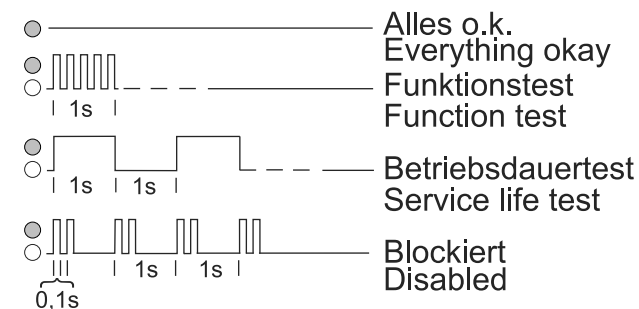 Alles o.k.
Everything okay
Funktionstest
1s
Function test
Betriebsdauertest
1s 1s
Service life test
Blockiert
1s 1s
Disabled
0,1s